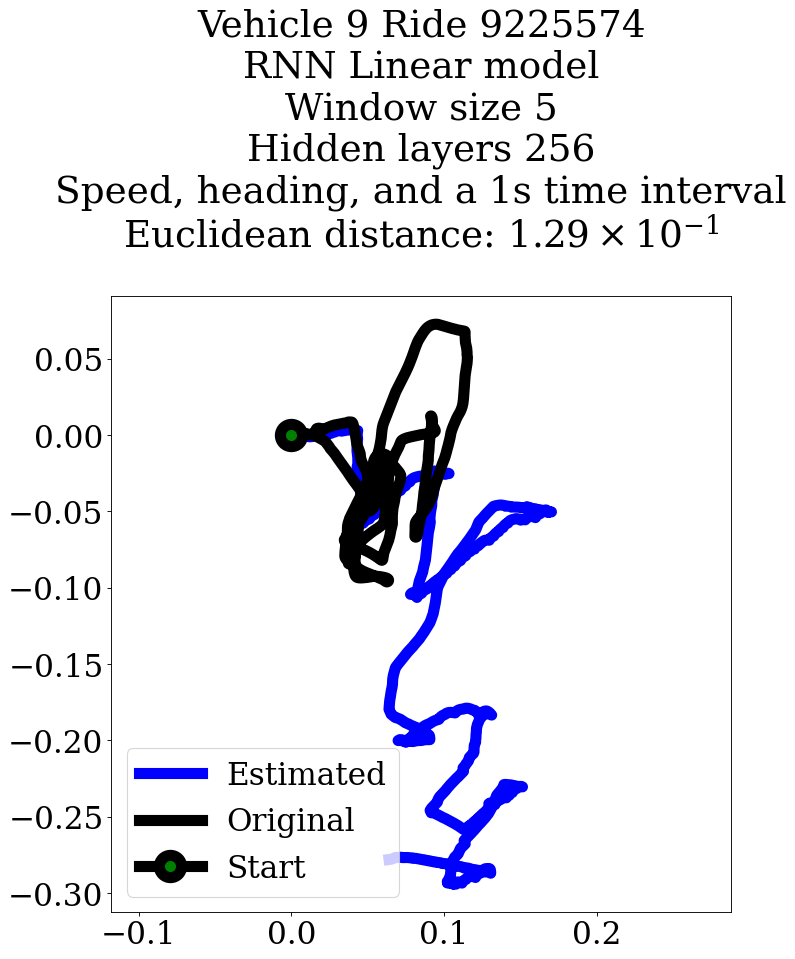 Vehicle 9 Ride 9225574
RNN Linear model
Window size 5
Hidden layers 256
Speed, heading, and a 1s time interval
Euclidean distance: 1.29 × 10⁻¹
0.05
0.00
−0.05
−0.10
−0.15
−0.20
−0.25
−0.30
Estimated
Original
Start
−0.1 0.0 0.1 0.2